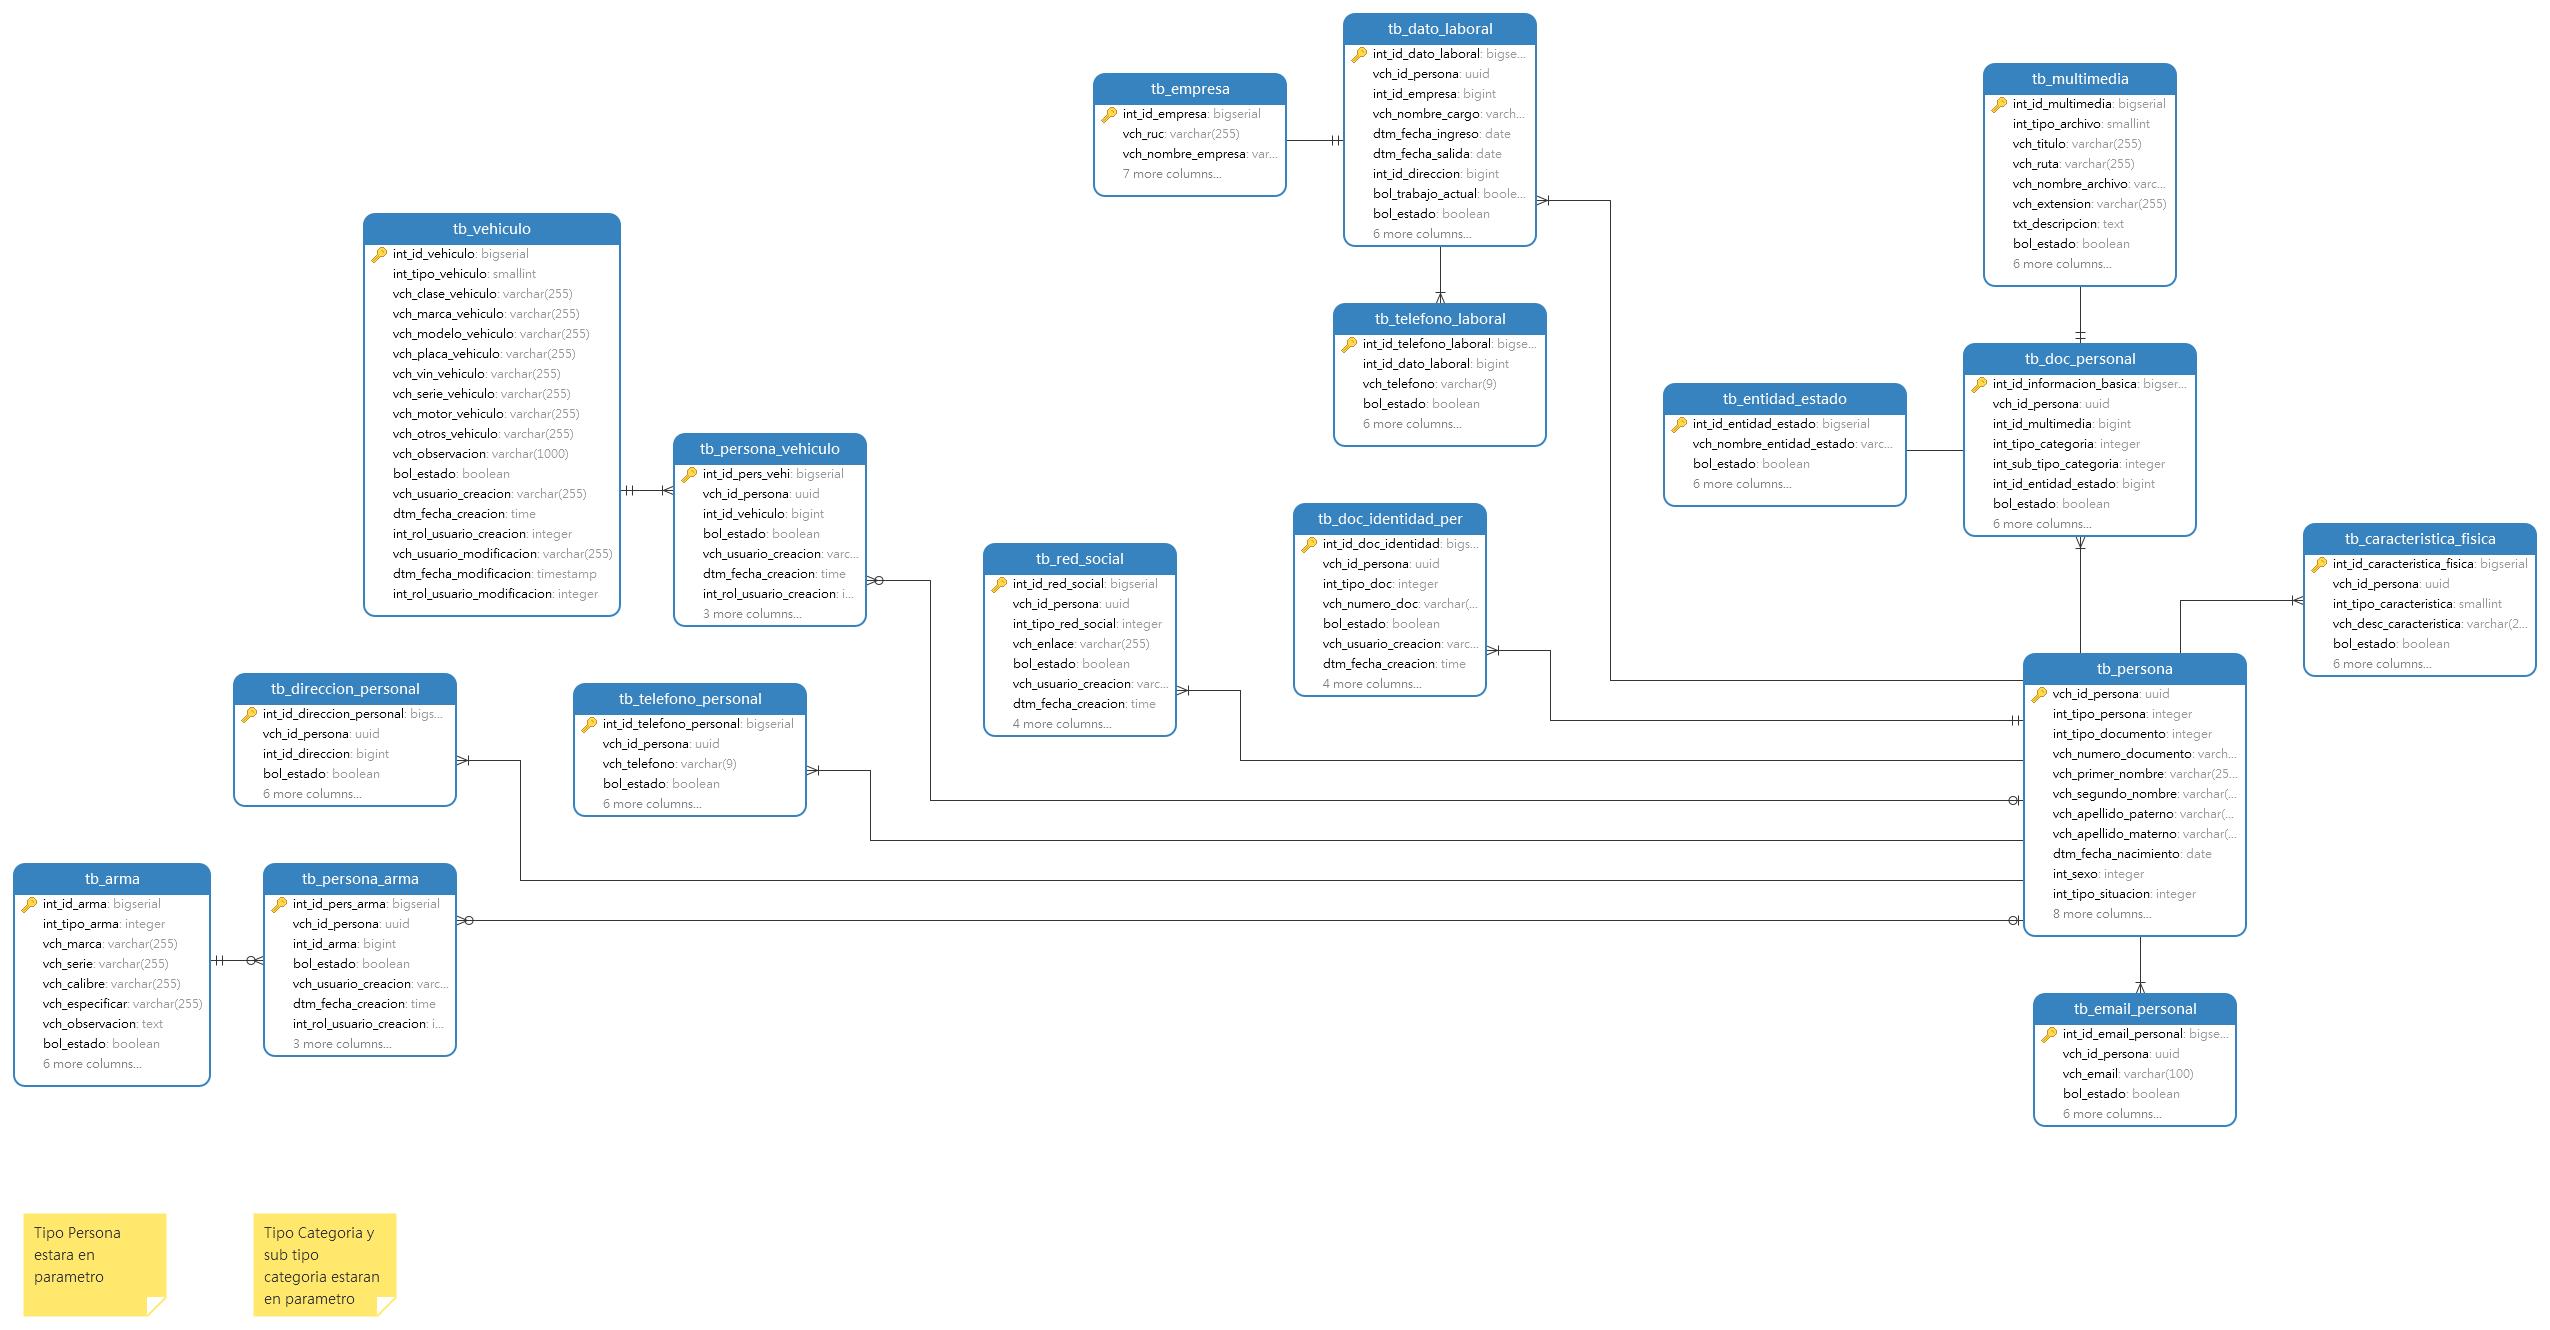 tb_dato_laboral
int_id_dato_laboral: bigse...
vch_id_persona: uuid
int_id_empresa: bigint
vch_nombre_cargo: varch...
dtm_fecha_ingreso: date
dtm_fecha_salida: date
int_id_direccion: bigint
bol_trabajo_actual: boole...
bol_estado: boolean
6 more columns...
tb_empresa
int_id_empresa: bigserial
vch_ruc: varchar(255)
vch_nombre_empresa: var...
7 more columns...
tb_multimedia
int_id_multimedia: bigserial
int_tipo_archivo: smallint
vch_titulo: varchar(255)
vch_ruta: varchar(255)
vch_nombre_archivo: varc...
vch_extension: varchar(255)
txt_descripcion: text
bol_estado: boolean
6 more columns...
tb_vehiculo
int_id_vehiculo: bigserial
int_tipo_vehiculo: smallint
vch_clase_vehiculo: varchar(255)
vch_marca_vehiculo: varchar(255)
vch_modelo_vehiculo: varchar(255)
vch_placa_vehiculo: varchar(255)
vch_vin_vehiculo: varchar(255)
vch_serie_vehiculo: varchar(255)
vch_motor_vehiculo: varchar(255)
vch_otros_vehiculo: varchar(255)
vch_observacion: varchar(1000)
bol_estado: boolean
vch_usuario_creacion: varchar(255)
dtm_fecha_creacion: time
int_rol_usuario_creacion: integer
vch_usuario_modificacion: varchar(255)
dtm_fecha_modificacion: timestamp
int_rol_usuario_modificacion: integer
tb_telefono_laboral
int_id_telefono_laboral: bigse...
int_id_dato_laboral: bigint
vch_telefono: varchar(9)
bol_estado: boolean
6 more columns...
tb_doc_personal
int_id_informacion_basica: bigser...
vch_id_persona: uuid
int_id_multimedia: bigint
int_tipo_categoria: integer
int_sub_tipo_categoria: integer
int_id_entidad_estado: bigint
bol_estado: boolean
6 more columns...
tb_entidad_estado
int_id_entidad_estado: bigserial
vch_nombre_entidad_estado: varc...
bol_estado: boolean
6 more columns...
tb_persona_vehiculo
int_id_pers_vehi: bigserial
vch_id_persona: uuid
int_id_vehiculo: bigint
bol_estado: boolean
vch_usuario_creacion: varc...
dtm_fecha_creacion: time
int_rol_usuario_creacion: i...
3 more columns...
tb_doc_identidad_per
int_id_doc_identidad: bigs...
vch_id_persona: uuid
int_tipo_doc: integer
vch_numero_doc: varchar(...
bol_estado: boolean
vch_usuario_creacion: varc...
dtm_fecha_creacion: time
4 more columns...
tb_caracteristica_fisica
int_id_caracteristica_fisica: bigserial
vch_id_persona: uuid
int_tipo_caracteristica: smallint
vch_desc_caracteristica: varchar(2...
bol_estado: boolean
6 more columns...
tb_red_social
int_id_red_social: bigserial
vch_id_persona: uuid
int_tipo_red_social: integer
vch_enlace: varchar(255)
bol_estado: boolean
vch_usuario_creacion: varc...
dtm_fecha_creacion: time
4 more columns...
tb_persona
vch_id_persona: uuid
int_tipo_persona: integer
int_tipo_documento: integer
vch_numero_documento: varch...
vch_primer_nombre: varchar(25...
vch_segundo_nombre: varchar(...
vch_apellido_paterno: varchar(...
vch_apellido_materno: varchar(...
dtm_fecha_nacimiento: date
int_sexo: integer
int_tipo_situacion: integer
8 more columns...
tb_direccion_personal
int_id_direccion_personal: bigs...
vch_id_persona: uuid
int_id_direccion: bigint
bol_estado: boolean
6 more columns...
tb_telefono_personal
int_id_telefono_personal: bigserial
vch_id_persona: uuid
vch_telefono: varchar(9)
bol_estado: boolean
6 more columns...
tb_arma
int_id_arma: bigserial
int_tipo_arma: integer
vch_marca: varchar(255)
vch_serie: varchar(255)
vch_calibre: varchar(255)
vch_especificar: varchar(255)
vch_observacion: text
bol_estado: boolean
6 more columns...
tb_persona_arma
int_id_pers_arma: bigserial
vch_id_persona: uuid
int_id_arma: bigint
bol_estado: boolean
vch_usuario_creacion: varc...
dtm_fecha_creacion: time
int_rol_usuario_creacion: i...
3 more columns...
tb_email_personal
int_id_email_personal: bigse...
vch_id_persona: uuid
vch_email: varchar(100)
bol_estado: boolean
6 more columns...
Tipo Persona
estara en
parametro
Tipo Categoria y
sub tipo
categoria estaran
en parametro